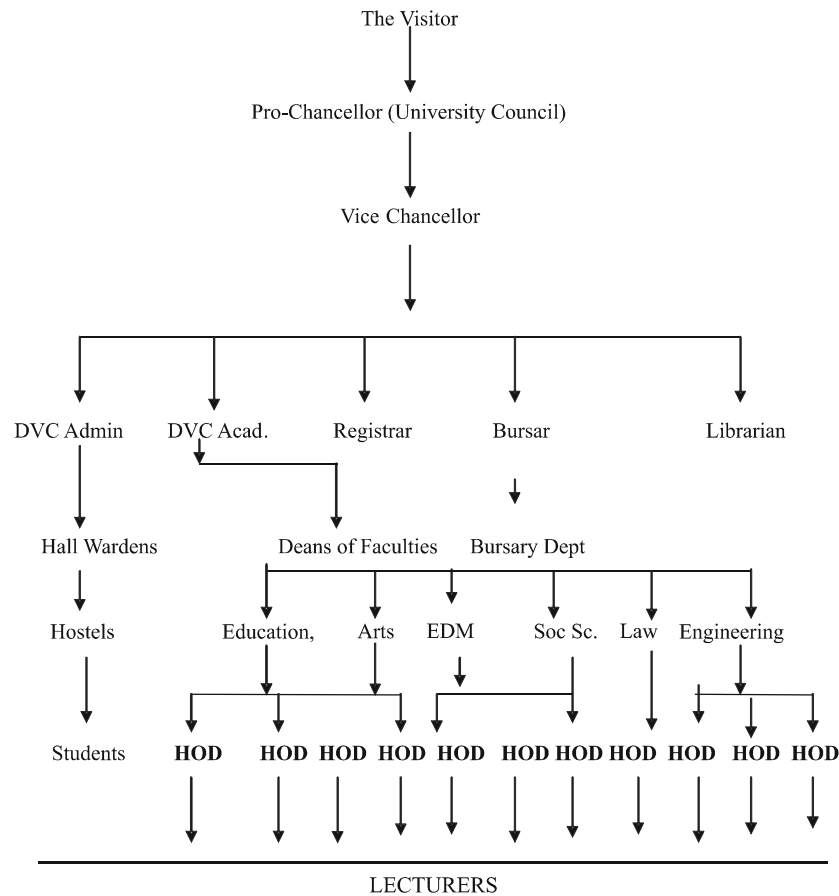 The Visitor
Pro-Chancellor (University Council)
Vice Chancellor
DVC Admin DVC Acad. Registrar Bursar Librarian
Hall Wardens Deans of Faculties Bursary Dept
Hostels Education, Arts EDM Soc Sc. Law Engineering
Students HOD HOD HOD HOD HOD HOD HOD HOD HOD HOD HOD
LECTURERS